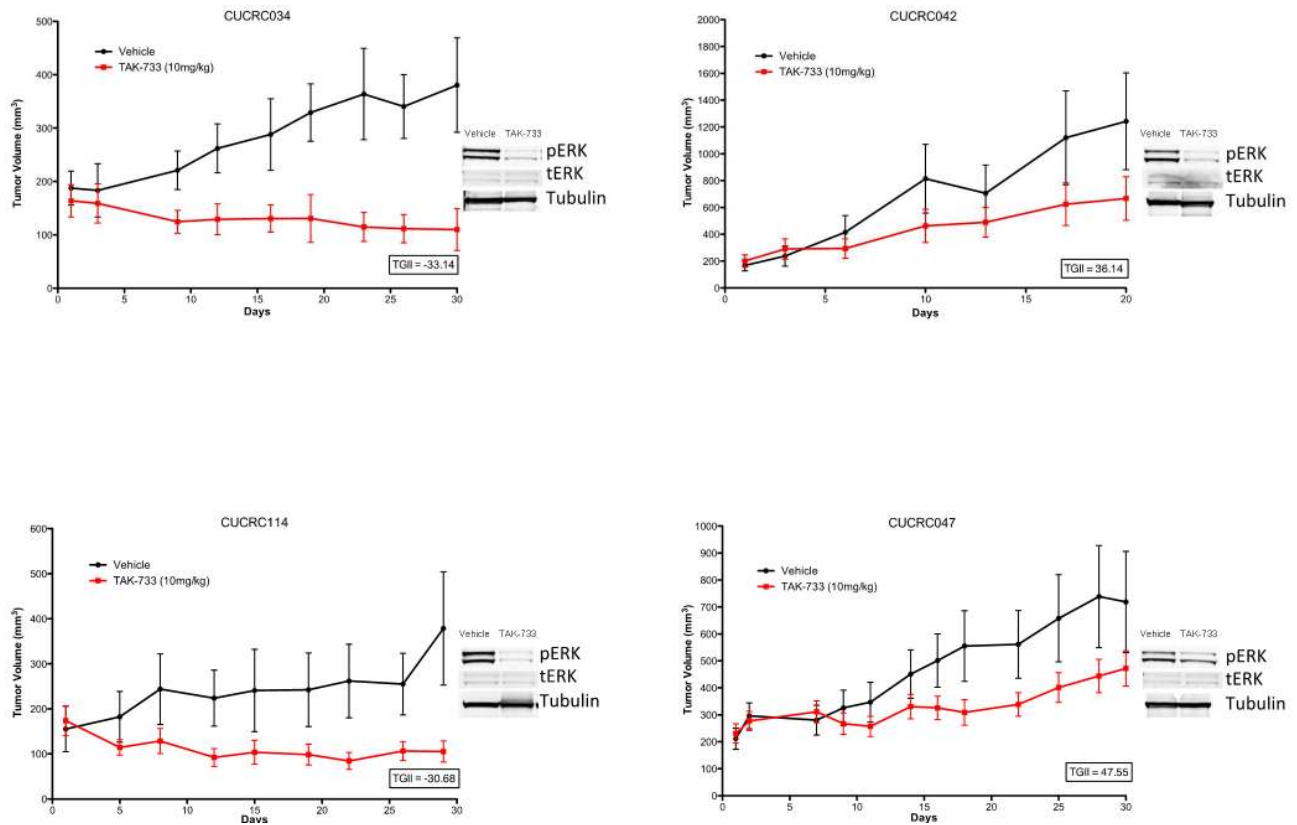 CUCRC034
Tumor Volume (mm³)
500
400
300
200
100
0
Vehicle
TAK-733 (10mg/kg)
TGII = -33.14
0 5 10 15 20 25 30
Days
Vehicle TAK-733
pERK
tERK
Tubulin
CUCRC042
Tumor Volume (mm³)
2000
1800
1600
1400
1200
1000
800
600
400
200
0
Vehicle
TAK-733 (10mg/kg)
TGII = 36.14
0 5 10 15 20
Days
Vehicle TAK-733
pERK
tERK
Tubulin
CUCRC114
Tumor Volume (mm³)
600
500
400
300
200
100
0
Vehicle
TAK-733 (10mg/kg)
TGII = -30.68
0 5 10 15 20 25 30
Days
Vehicle TAK-733
pERK
tERK
Tubulin
CUCRC047
Tumor Volume (mm³)
1000
900
800
700
600
500
400
300
200
100
0
Vehicle
TAK-733 (10mg/kg)
TGII = 47.55
0 5 10 15 20 25 30
Days
Vehicle TAK-733
pERK
tERK
Tubulin